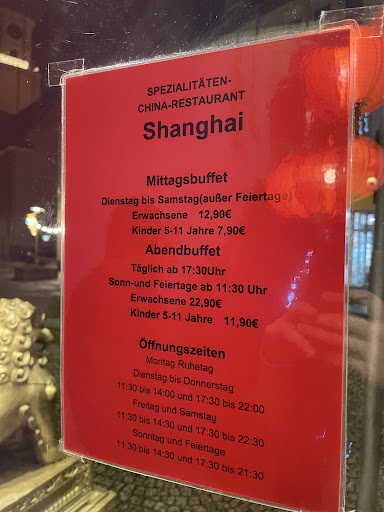 SPEZIALITÄTEN-
CHINA-RESTAURANT
Shanghai
Mittagsbuffet
Dienstag bis Samstag(außer Feiertage)
Erwachsene 12,90€
Kinder 5-11 Jahre 7,90€
Abendbuffet
Täglich ab 17:30Uhr
Sonn-und Feiertage ab 11:30 Uhr
Erwachsene 22,90€
Kinder 5-11 Jahre 11,90€
Öffnungszeiten
Montag Ruhetag
Dienstag bis Donnerstag
11:30 bis 14:00 und 17:30 bis 22:00
Freitag und Samstag
11:30 bis 14:30 und 17:30 bis 22:30
Sonntag und Feiertage
11:30 bis 14:30 und 17:30 bis 21:30